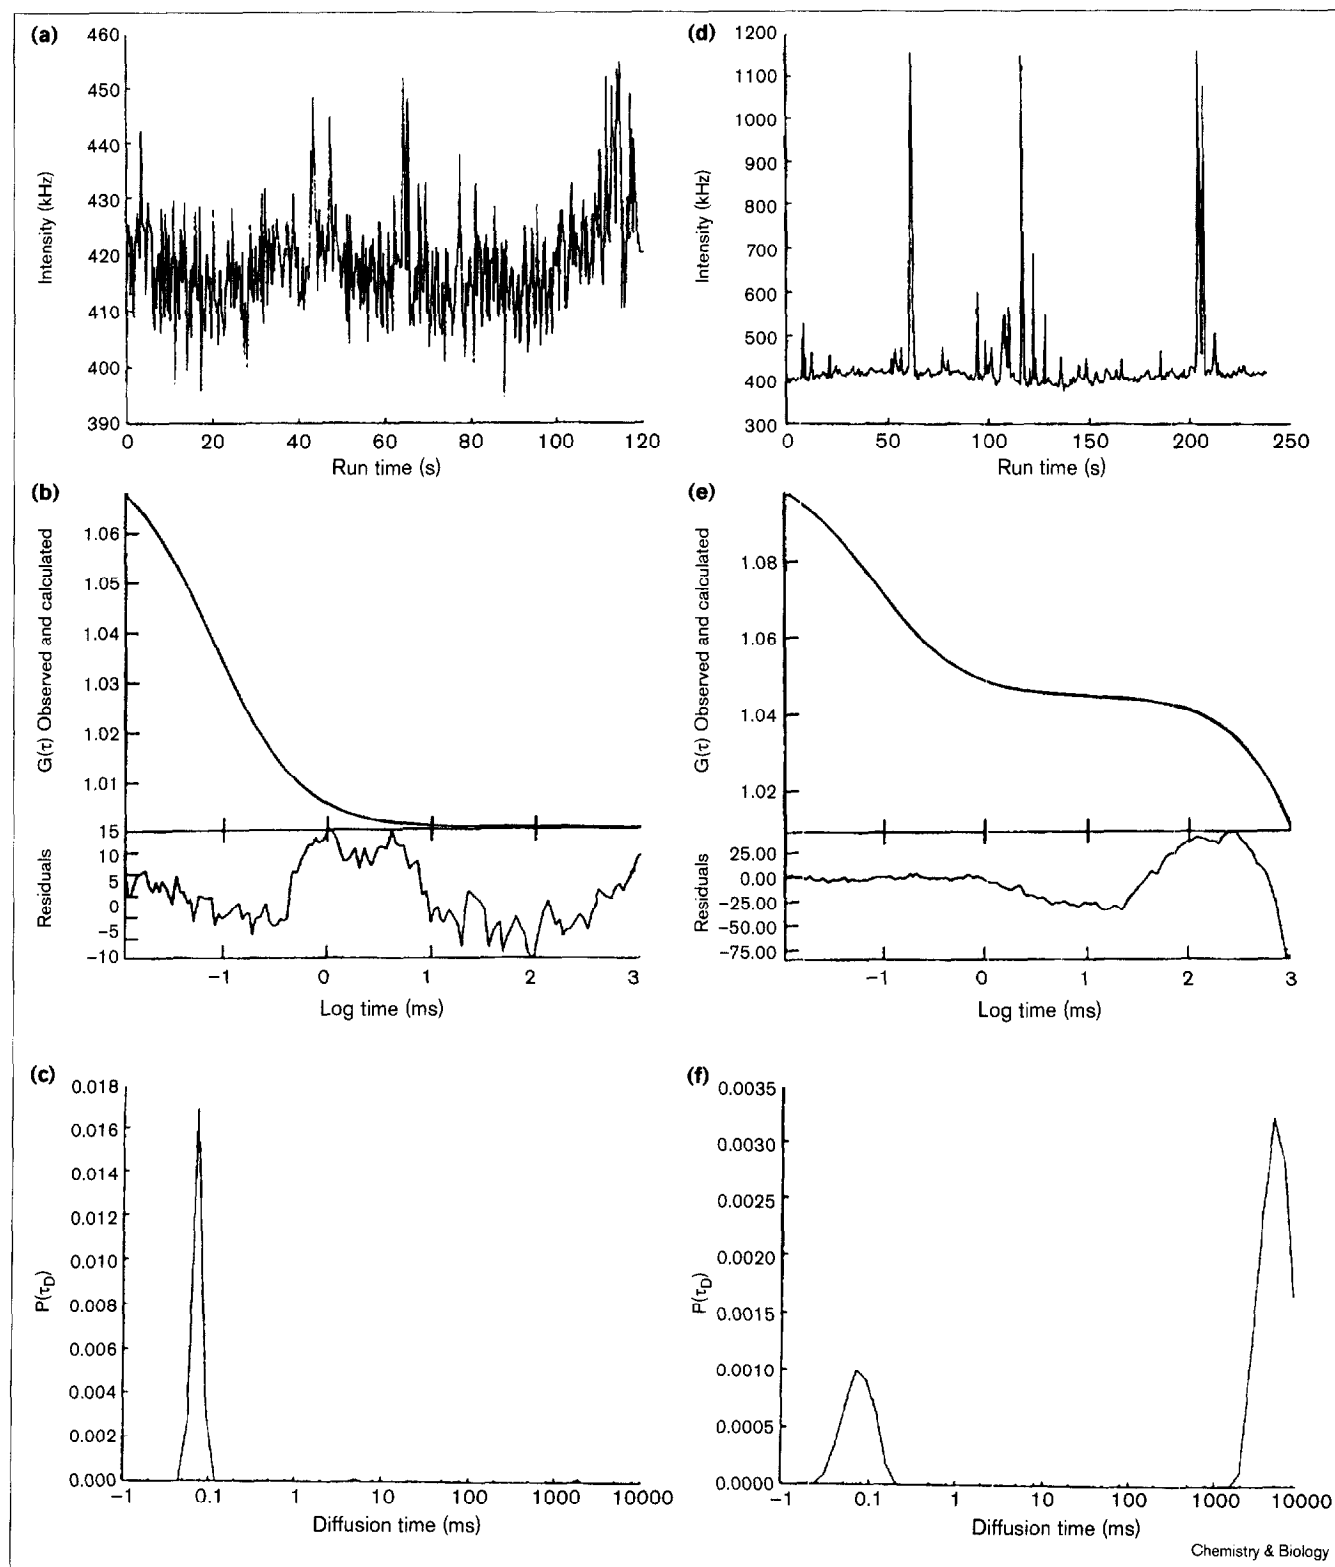 (a)
460
450
440
430
420
410
400
390
Intensity (kHz)
0 20 40 60 80 100 120
Run time (s)
(d)
1200
1100
1000
900
800
700
600
500
400
300
Intensity (kHz)
0 50 100 150 200 250
Run time (s)
(b)
1.06
1.05
1.04
1.03
1.02
1.01
G(τ) Observed and calculated
15
10
5
0
−5
−10
Residuals
−1 0 1 2 3
Log time (ms)
(e)
1.08
1.06
1.04
1.02
G(τ) Observed and calculated
25.00
0.00
−25.00
−50.00
−75.00
Residuals
−1 0 1 2 3
Log time (ms)
(c)
0.018
0.016
0.014
0.012
0.010
0.008
0.006
0.004
0.002
0.000
P(τD)
−1 0.1 1 10 100 1000 10000
Diffusion time (ms)
(f)
0.0035
0.0030
0.0025
0.0020
0.0015
0.0010
0.0005
0.0000
P(τD)
−1 0.1 1 10 100 1000 10000
Diffusion time (ms)
Chemistry & Biology